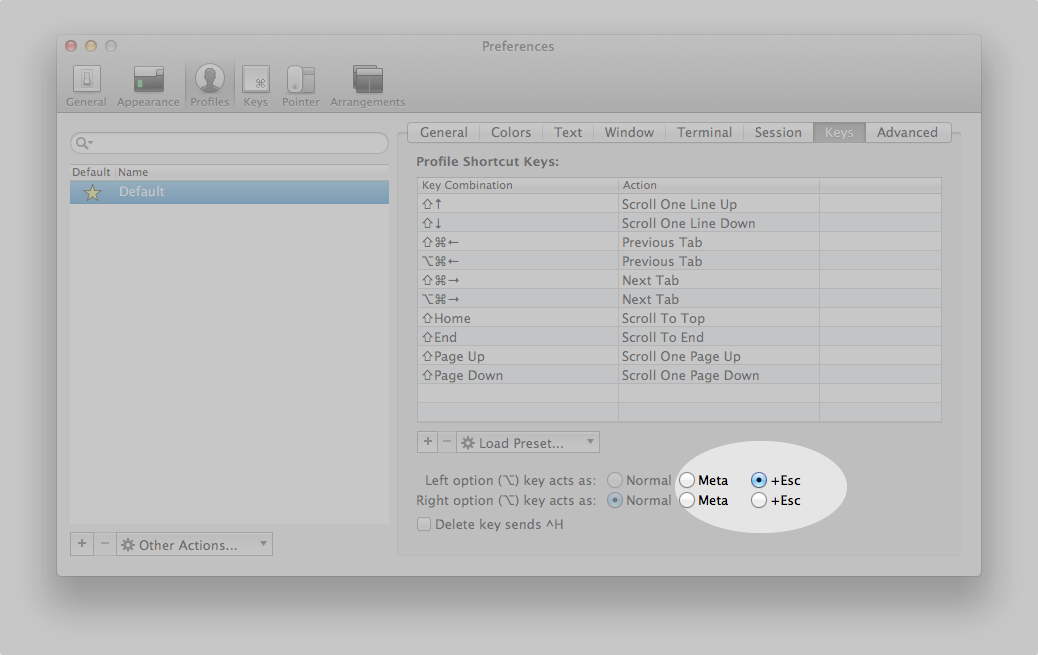 Preferences
General Appearance Profiles Keys Pointer Arrangements
General Colors Text Window Terminal Session Keys Advanced
Default Name
Default
Profile Shortcut Keys:
Key Combination Action
⇧↑ Scroll One Line Up
⇧↓ Scroll One Line Down
⇧⌘← Previous Tab
⌥⌘← Previous Tab
⇧⌘→ Next Tab
⌥⌘→ Next Tab
⇧Home Scroll To Top
⇧End Scroll To End
⇧Page Up Scroll One Page Up
⇧Page Down Scroll One Page Down
+ − Load Preset...
Left option (⌥) key acts as: Normal Meta +Esc
Right option (⌥) key acts as: Normal Meta +Esc
Delete key sends ^H
+ − Other Actions...